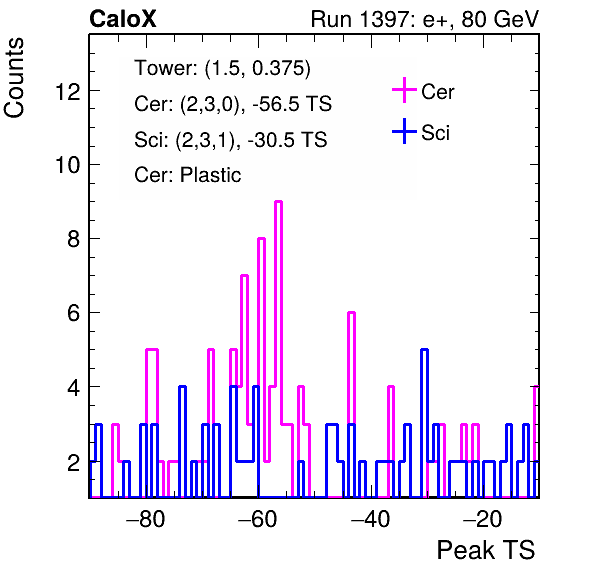 CaloX Run 1397: e+, 80 GeV
Counts
Tower: (1.5, 0.375)
Cer: (2,3,0), -56.5 TS
Sci: (2,3,1), -30.5 TS
Cer: Plastic
Cer
Sci
12
10
8
6
4
2
−80 −60 −40 −20
Peak TS